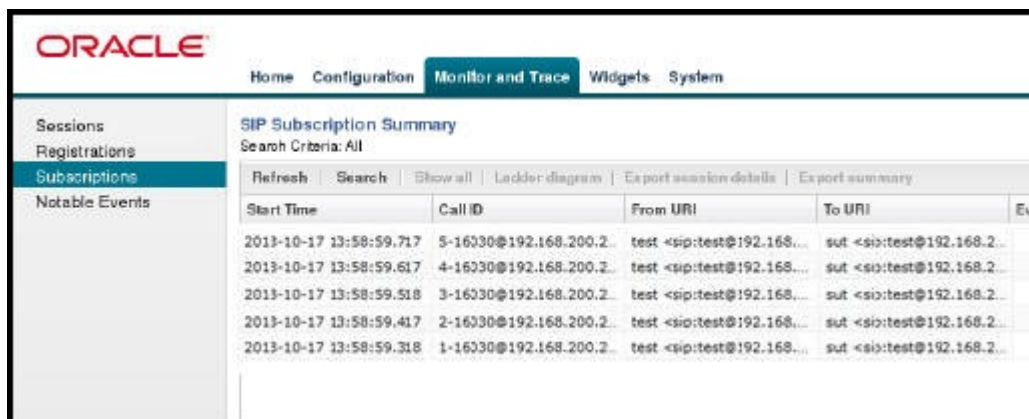 ORACLE
Home Configuration Monitor and Trace Widgets System
Sessions
Registrations
Subscriptions
Notable Events
SIP Subscription Summary
Search Criteria: All
Refresh | Search | Show all | Ladder diagram | Export session details | Export summary
Start Time Call ID From URI To URI Ev
2013-10-17 13:58:59.717 5-16030@192.168.200.2... test <sip:test@192.168.... sut <sip:test@192.168.2...
2013-10-17 13:58:59.617 4-16030@192.168.200.2... test <sip:test@192.168.... sut <sip:test@192.168.2...
2013-10-17 13:58:59.518 3-16030@192.168.200.2... test <sip:test@192.168.... sut <sip:test@192.168.2...
2013-10-17 13:58:59.417 2-16030@192.168.200.2... test <sip:test@192.168.... sut <sip:test@192.168.2...
2013-10-17 13:58:59.318 1-16030@192.168.200.2... test <sip:test@192.168.... sut <sip:test@192.168.2...